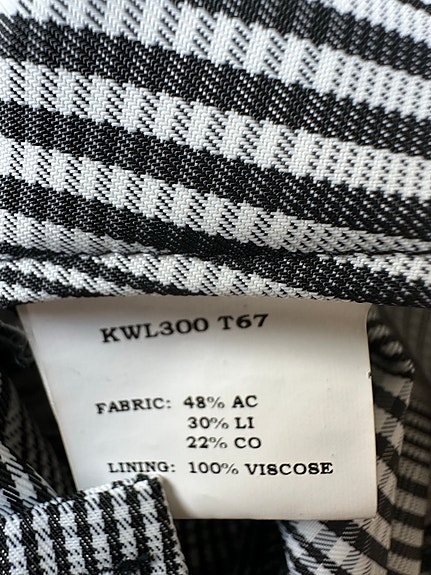 KWL300 T67
FABRIC: 48% AC
30% LI
22% CO
LINING: 100% VISCOSE